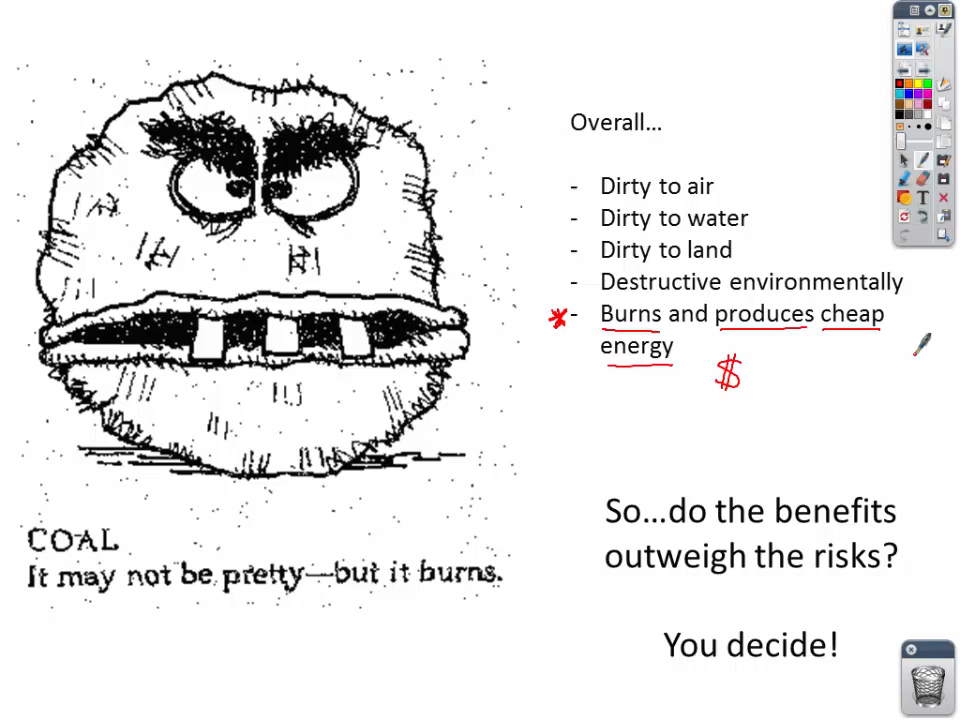 Overall…
- Dirty to air
- Dirty to water
- Dirty to land
- Destructive environmentally
- Burns and produces cheap
energy
$
COAL
It may not be pretty—but it burns.
So…do the benefits
outweigh the risks?
You decide!